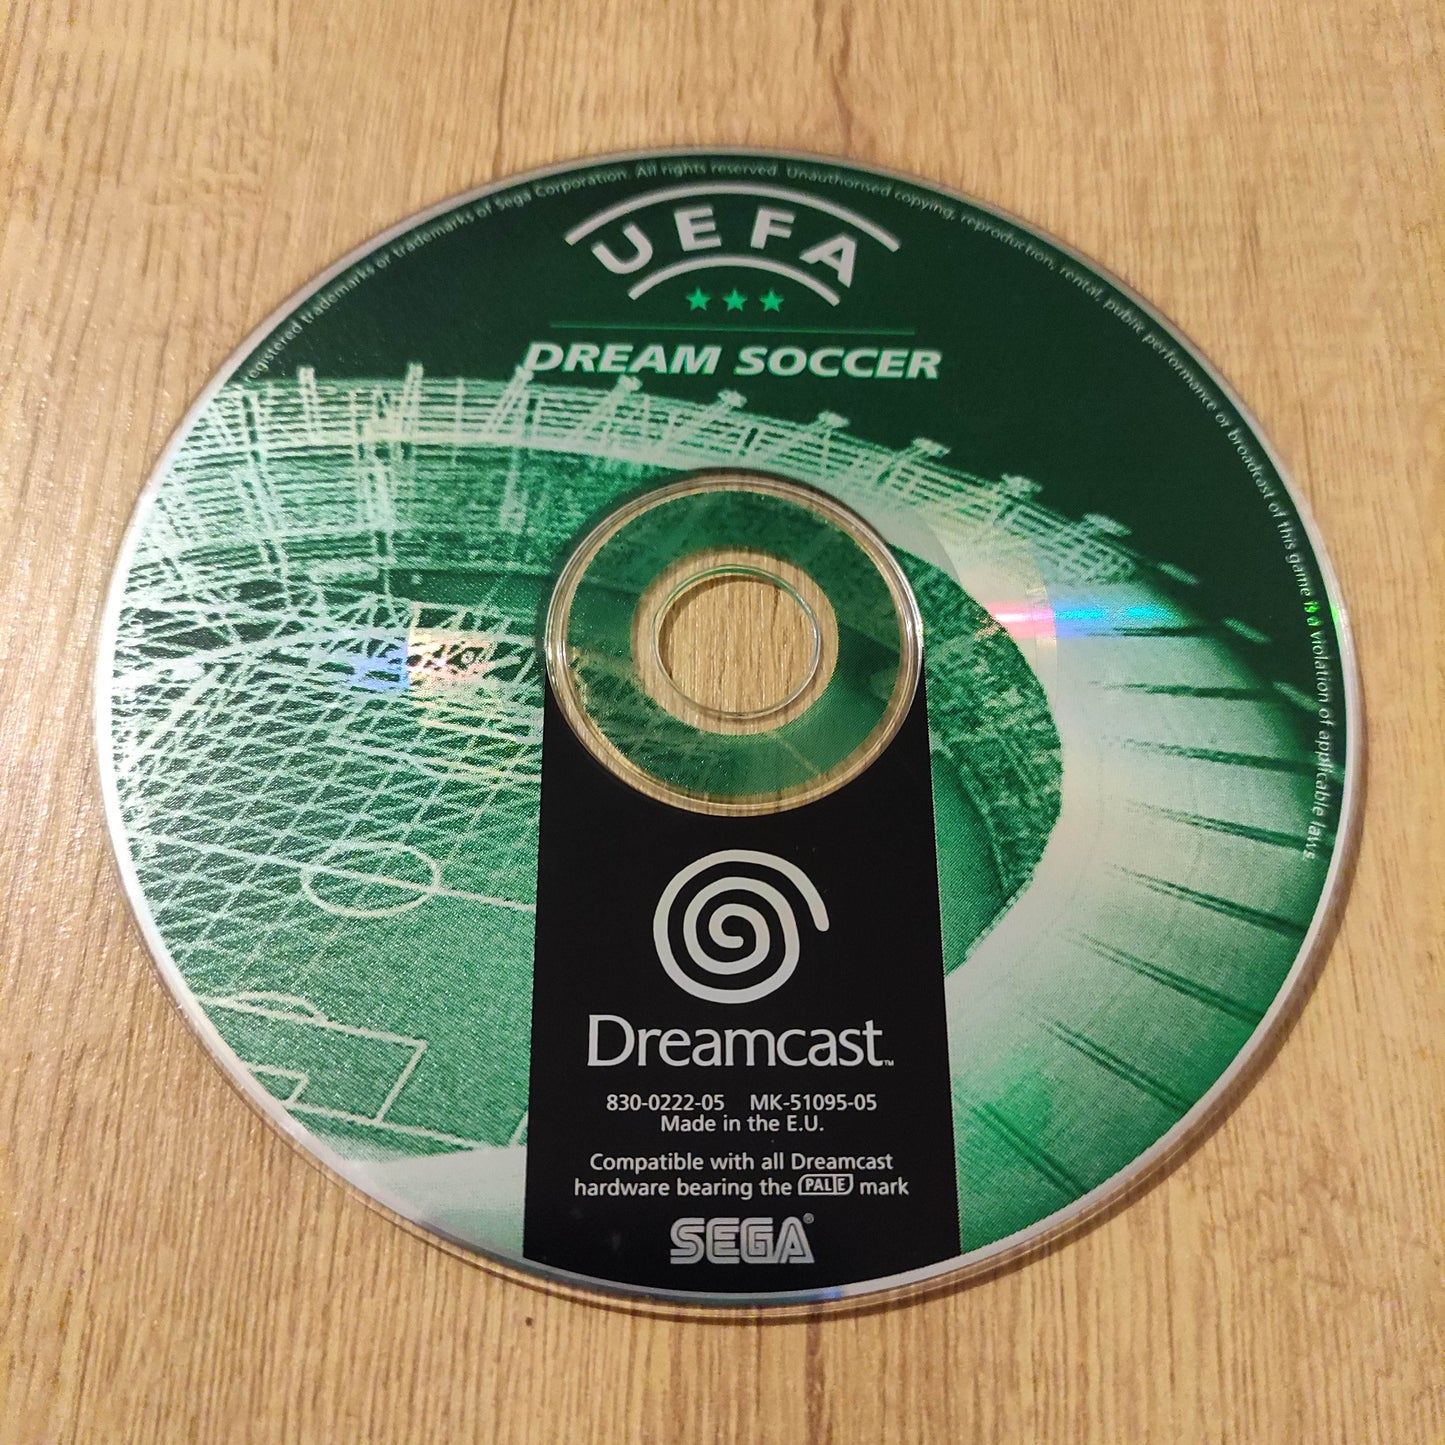 registered trademarks or trademarks of Sega Corporation. All rights reserved. Unauthorised copying, reproduction, rental, public performance or broadcast of this game is a violation of applicable laws
UEFA
DREAM SOCCER
Dreamcast™
830-0222-05 MK-51095-05
Made in the E.U.
Compatible with all Dreamcast
hardware bearing the PAL E mark
SEGA®